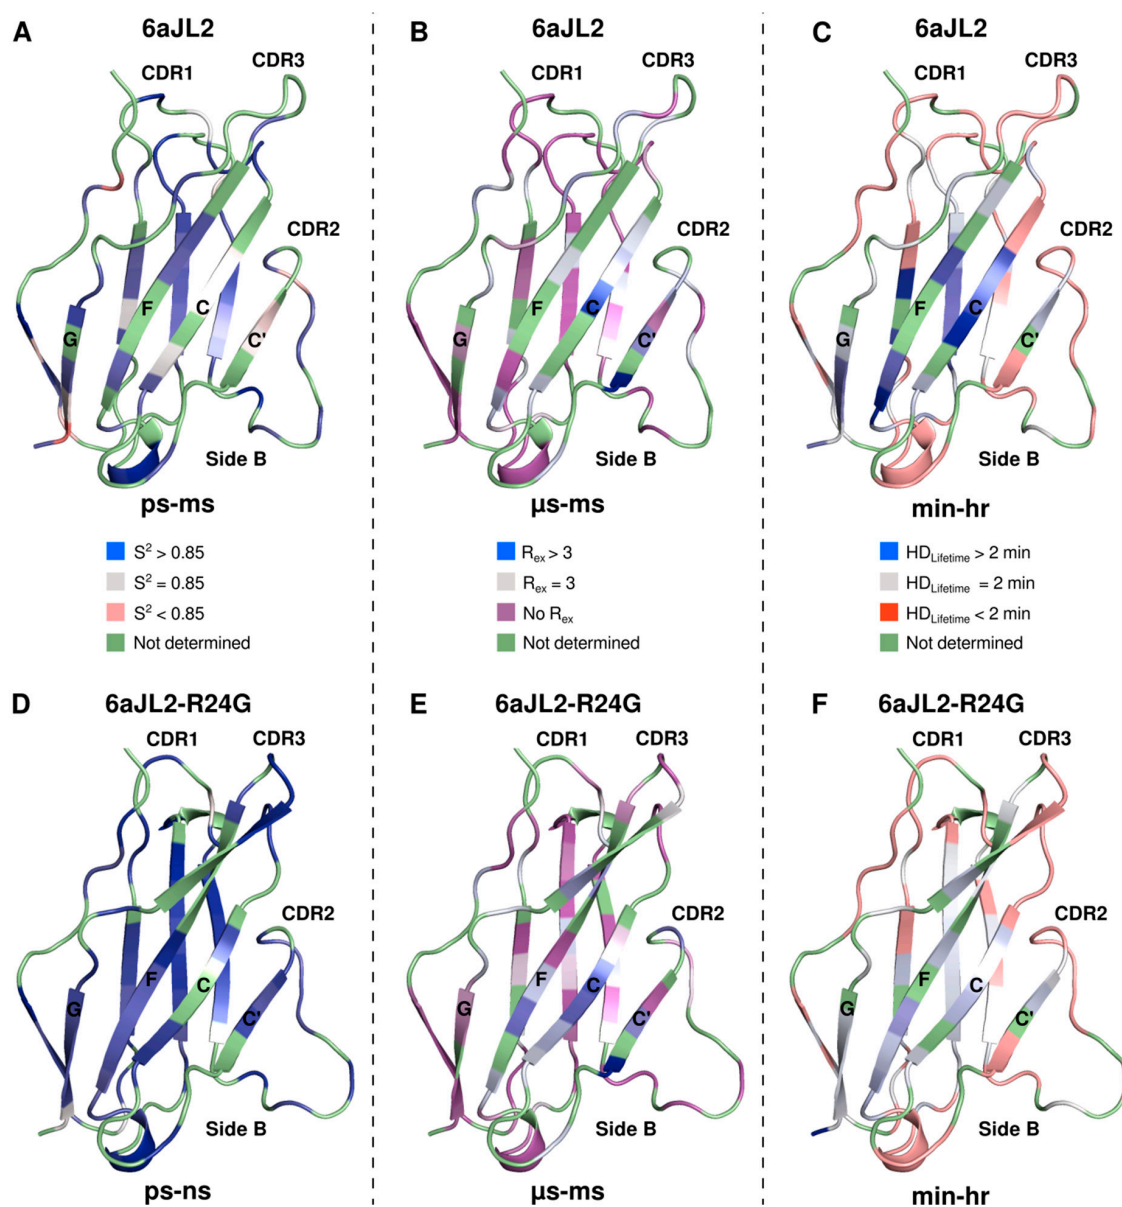 A
6aJL2
CDR1
CDR3
CDR2
G
F
C
C'
Side B
ps-ms
S² > 0.85
S² = 0.85
S² < 0.85
Not determined
B
6aJL2
CDR1
CDR3
CDR2
G
F
C
C'
Side B
µs-ms
Rex > 3
Rex = 3
No Rex
Not determined
C
6aJL2
CDR1
CDR3
CDR2
G
F
C
C'
Side B
min-hr
HDLifetime > 2 min
HDLifetime = 2 min
HDLifetime < 2 min
Not determined
D
6aJL2-R24G
CDR1
CDR3
CDR2
G
F
C
C'
Side B
ps-ns
E
6aJL2-R24G
CDR1
CDR3
CDR2
G
F
C
C'
Side B
µs-ms
F
6aJL2-R24G
CDR1
CDR3
CDR2
G
F
C
C'
Side B
min-hr